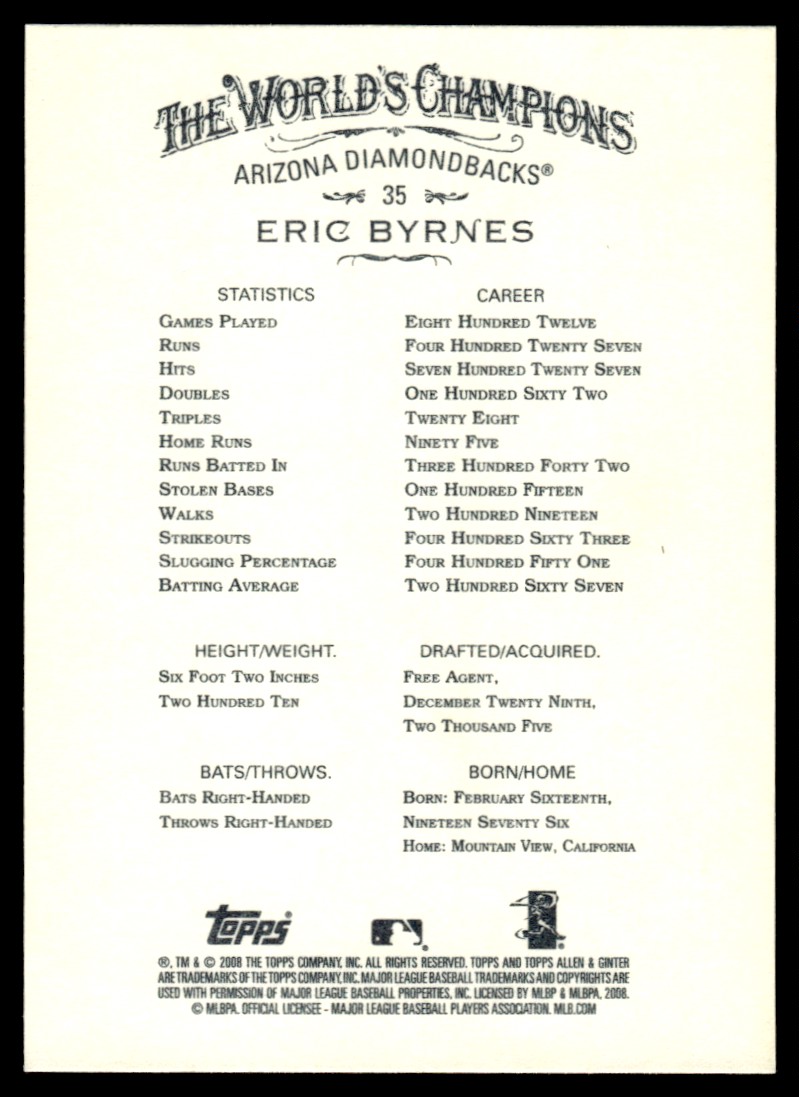 THE WORLD'S CHAMPIONS
ARIZONA DIAMONDBACKS®
35
ERIC BYRNES
STATISTICS CAREER
GAMES PLAYED EIGHT HUNDRED TWELVE
RUNS FOUR HUNDRED TWENTY SEVEN
HITS SEVEN HUNDRED TWENTY SEVEN
DOUBLES ONE HUNDRED SIXTY TWO
TRIPLES TWENTY EIGHT
HOME RUNS NINETY FIVE
RUNS BATTED IN THREE HUNDRED FORTY TWO
STOLEN BASES ONE HUNDRED FIFTEEN
WALKS TWO HUNDRED NINETEEN
STRIKEOUTS FOUR HUNDRED SIXTY THREE
SLUGGING PERCENTAGE FOUR HUNDRED FIFTY ONE
BATTING AVERAGE TWO HUNDRED SIXTY SEVEN
HEIGHT/WEIGHT.
SIX FOOT TWO INCHES
TWO HUNDRED TEN
DRAFTED/ACQUIRED.
FREE AGENT,
DECEMBER TWENTY NINTH,
TWO THOUSAND FIVE
BATS/THROWS.
BATS RIGHT-HANDED
THROWS RIGHT-HANDED
BORN/HOME
BORN: FEBRUARY SIXTEENTH,
NINETEEN SEVENTY SIX
HOME: MOUNTAIN VIEW, CALIFORNIA
Topps®
®, TM & © 2008 THE TOPPS COMPANY, INC. ALL RIGHTS RESERVED. TOPPS AND TOPPS ALLEN & GINTER
ARE TRADEMARKS OF THE TOPPS COMPANY, INC. MAJOR LEAGUE BASEBALL TRADEMARKS AND COPYRIGHTS ARE
USED WITH PERMISSION OF MAJOR LEAGUE BASEBALL PROPERTIES, INC. LICENSED BY MLBP & MLBPA, 2008.
© MLBPA. OFFICIAL LICENSEE - MAJOR LEAGUE BASEBALL PLAYERS ASSOCIATION. MLB.COM